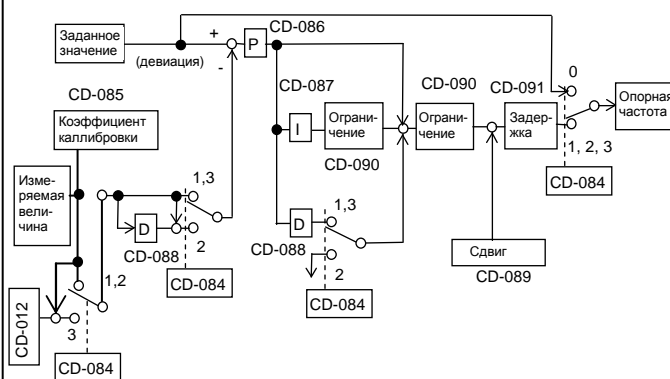 Заданное
значение
(девиация)
+
-
P
CD-086
CD-087
CD-090
CD-091
0
Опорная
частота
1, 2, 3
CD-084
CD-085
Коэффициент
каллибровки
I
Ограни-
чение
CD-090
Ограни-
чение
Задер-
жка
Изме-
ряемая
вели-
чина
1,3
D
2
CD-088
CD-084
D
1,3
CD-088
2
CD-084
Сдвиг
CD-089
1,2
3
CD-012
CD-084